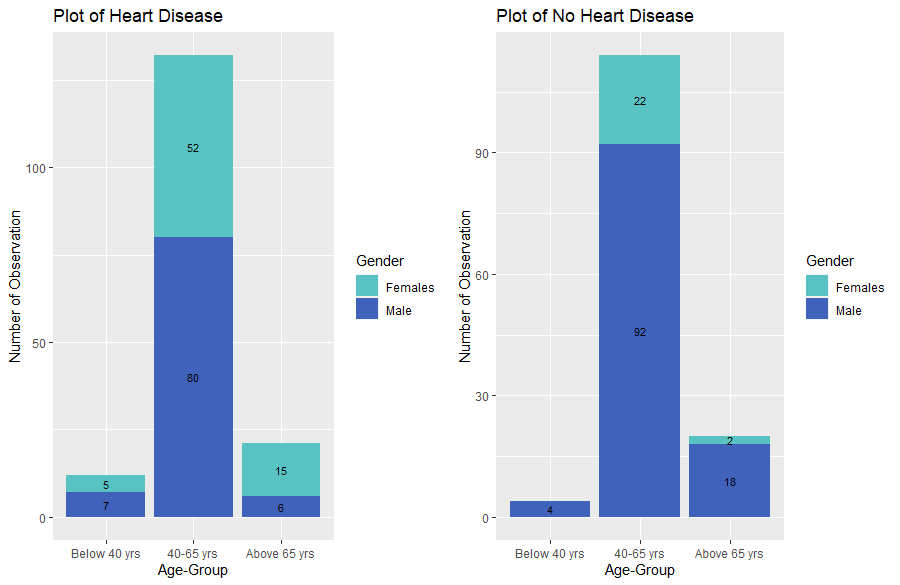 Plot of Heart Disease
Number of Observation
100
50
0
52
80
5
7
15
6
Below 40 yrs
40-65 yrs
Above 65 yrs
Age-Group
Gender
Females
Male
Plot of No Heart Disease
Number of Observation
90
60
30
0
22
92
4
2
18
Below 40 yrs
40-65 yrs
Above 65 yrs
Age-Group
Gender
Females
Male